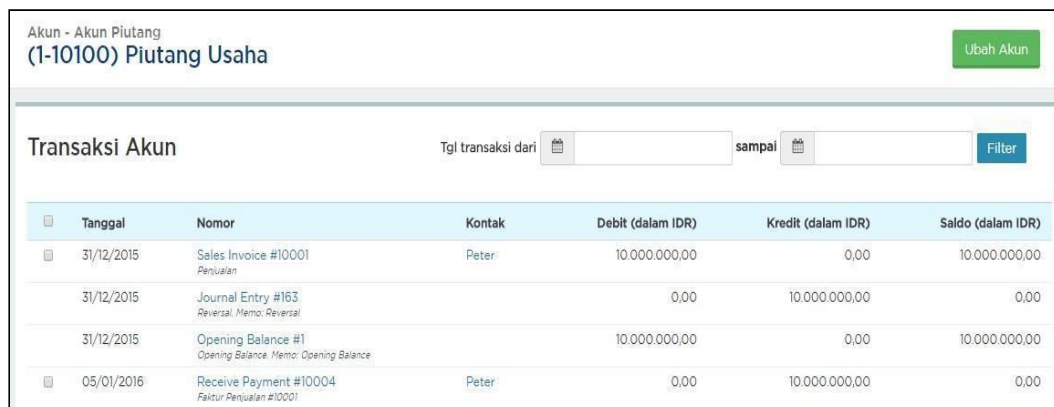 Akun - Akun Piutang
(1-10100) Piutang Usaha
Ubah Akun
Transaksi Akun
Tgl transaksi dari
sampai
Filter
Tanggal Nomor Kontak Debit (dalam IDR) Kredit (dalam IDR) Saldo (dalam IDR)
31/12/2015 Sales Invoice #10001 Peter 10.000.000,00 0,00 10.000.000,00
Penjualan
31/12/2015 Journal Entry #163 0,00 10.000.000,00 0,00
Reversal. Memo: Reversal
31/12/2015 Opening Balance #1 10.000.000,00 0,00 10.000.000,00
Opening Balance. Memo: Opening Balance
05/01/2016 Receive Payment #10004 Peter 0,00 10.000.000,00 0,00
Faktur Penjualan #10001